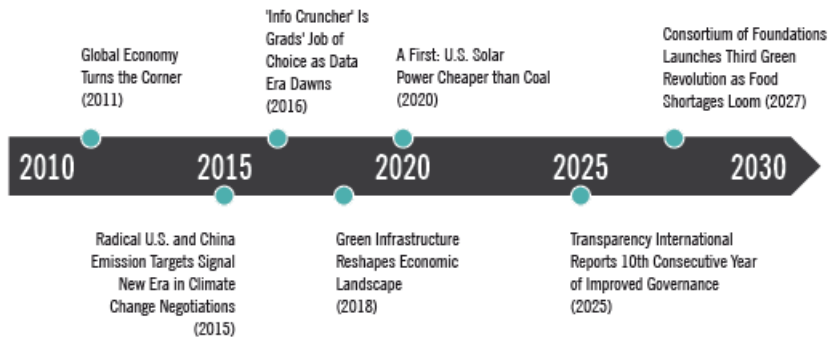 Global Economy
Turns the Corner
(2011)
'Info Cruncher' Is
Grads' Job of
Choice as Data
Era Dawns
(2016)
A First: U.S. Solar
Power Cheaper than Coal
(2020)
Consortium of Foundations
Launches Third Green
Revolution as Food
Shortages Loom (2027)
2010 2015 2020 2025 2030
Radical U.S. and China
Emission Targets Signal
New Era in Climate
Change Negotiations
(2015)
Green Infrastructure
Reshapes Economic
Landscape
(2018)
Transparency International
Reports 10th Consecutive Year
of Improved Governance
(2025)